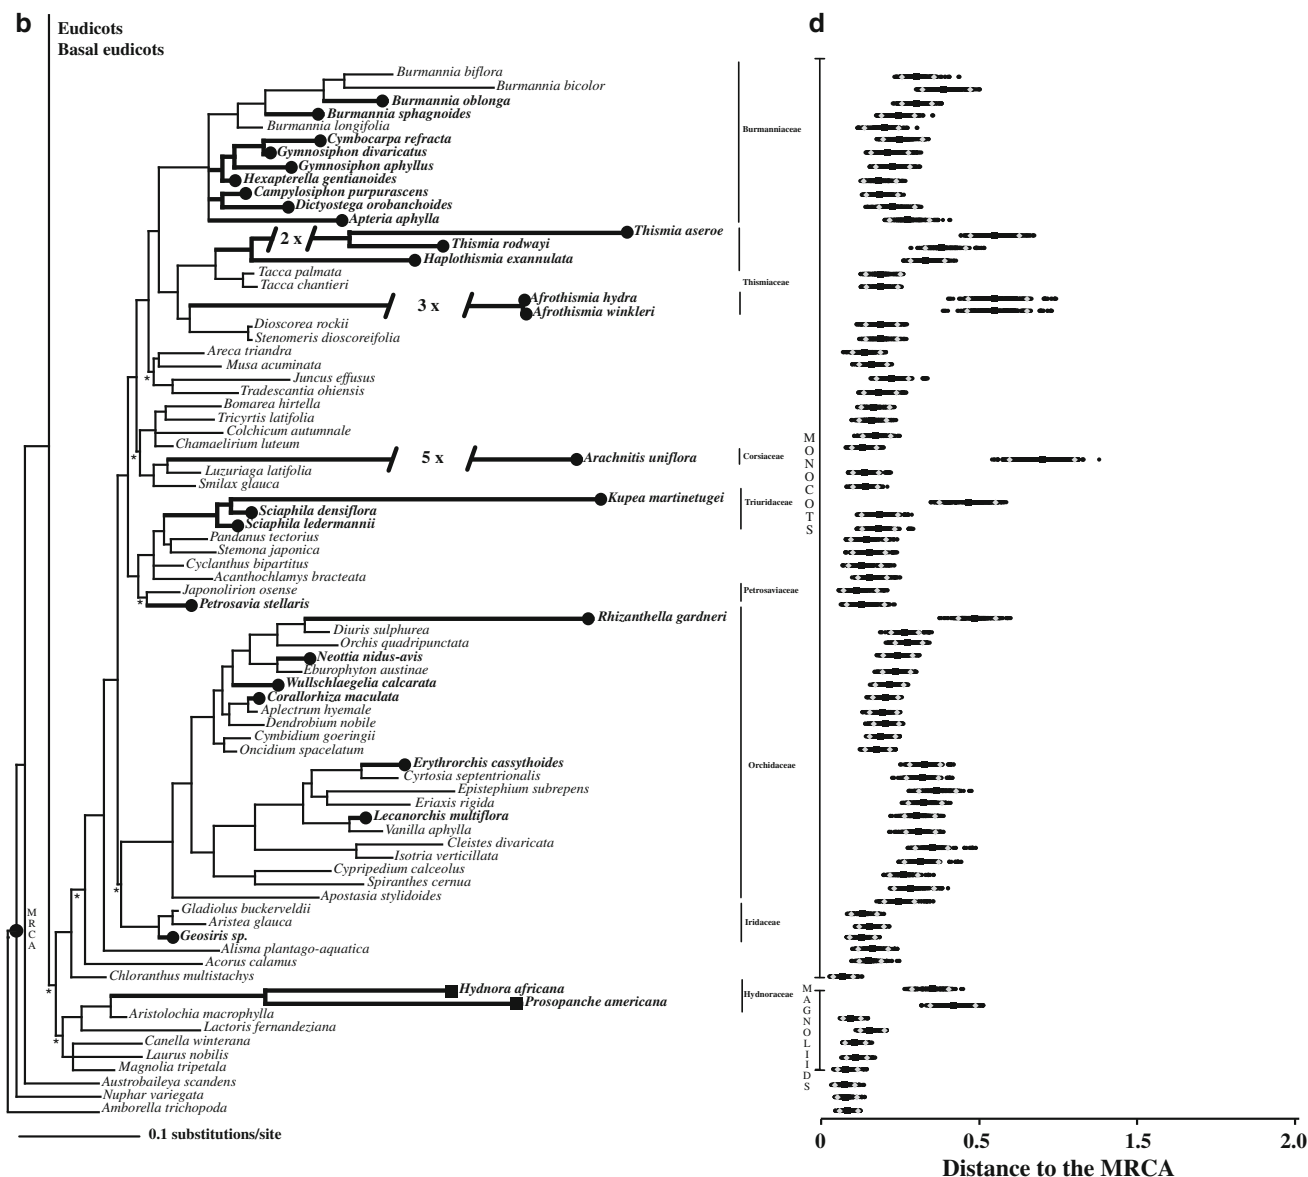 b
d
Eudicots
Basal eudicots
Burmannia biflora
Burmannia bicolor
Burmannia oblonga
Burmannia sphagnoides
Burmannia longifolia
Burmanniaceae
Cymbocarpa refracta
Gymnosiphon divaricatus
Gymnosiphon aphyllus
Hexapterella gentianoides
Campylosiphon purpurascens
Dictyostega orobanchoides
Apteria aphylla
Thismia aseroe
2 x
Thismia rodwayi
Haplothismia exannulata
Tacca palmata
Tacca chantieri
Thismiaceae
Afrothismia hydra
3 x
Afrothismia winkleri
Dioscorea rockii
Stenomeris dioscoreifolia
Areca triandra
Musa acuminata
*
Juncus effusus
Tradescantia ohiensis
Bomarea hirtella
Tricyrtis latifolia
Colchicum autumnale
Chamaelirium luteum
*
5 x
Arachnitis uniflora
Corsiaceae
Luzuriaga latifolia
Smilax glauca
MONOCOTS
Kupea martinetugei
Triuridaceae
Sciaphila densiflora
Sciaphila ledermannii
Pandanus tectorius
Stemona japonica
Cyclanthus bipartitus
Acanthochlamys bracteata
Japonolirion osense
Petrosaviaceae
*
Petrosavia stellaris
Rhizanthella gardneri
Diuris sulphurea
Orchis quadripunctata
Neottia nidus-avis
Eburophyton austinae
Wullschlaegelia calcarata
Corallorhiza maculata
Aplectrum hyemale
Dendrobium nobile
Cymbidium goeringii
Oncidium spacelatum
Erythrorchis cassythoides
Orchidaceae
Cyrtosia septentrionalis
Epistephium subrepens
Eriaxis rigida
Lecanorchis multiflora
Vanilla aphylla
Cleistes divaricata
Isotria verticillata
Cypripedium calceolus
Spiranthes cernua
*
*
Apostasia stylidoides
Gladiolus buckerveldii
Aristea glauca
Iridaceae
MRCA
Geosiris sp.
Alisma plantago-aquatica
Acorus calamus
Chloranthus multistachys
*
Hydnora africana
Hydnoraceae
Prosopanche americana
MAGNOLIIDS
Aristolochia macrophylla
Lactoris fernandeziana
*
Canella winterana
Laurus nobilis
Magnolia tripetala
Austrobaileya scandens
Nuphar variegata
Amborella trichopoda
0.1 substitutions/site
0 0.5 1.5 2.0
Distance to the MRCA